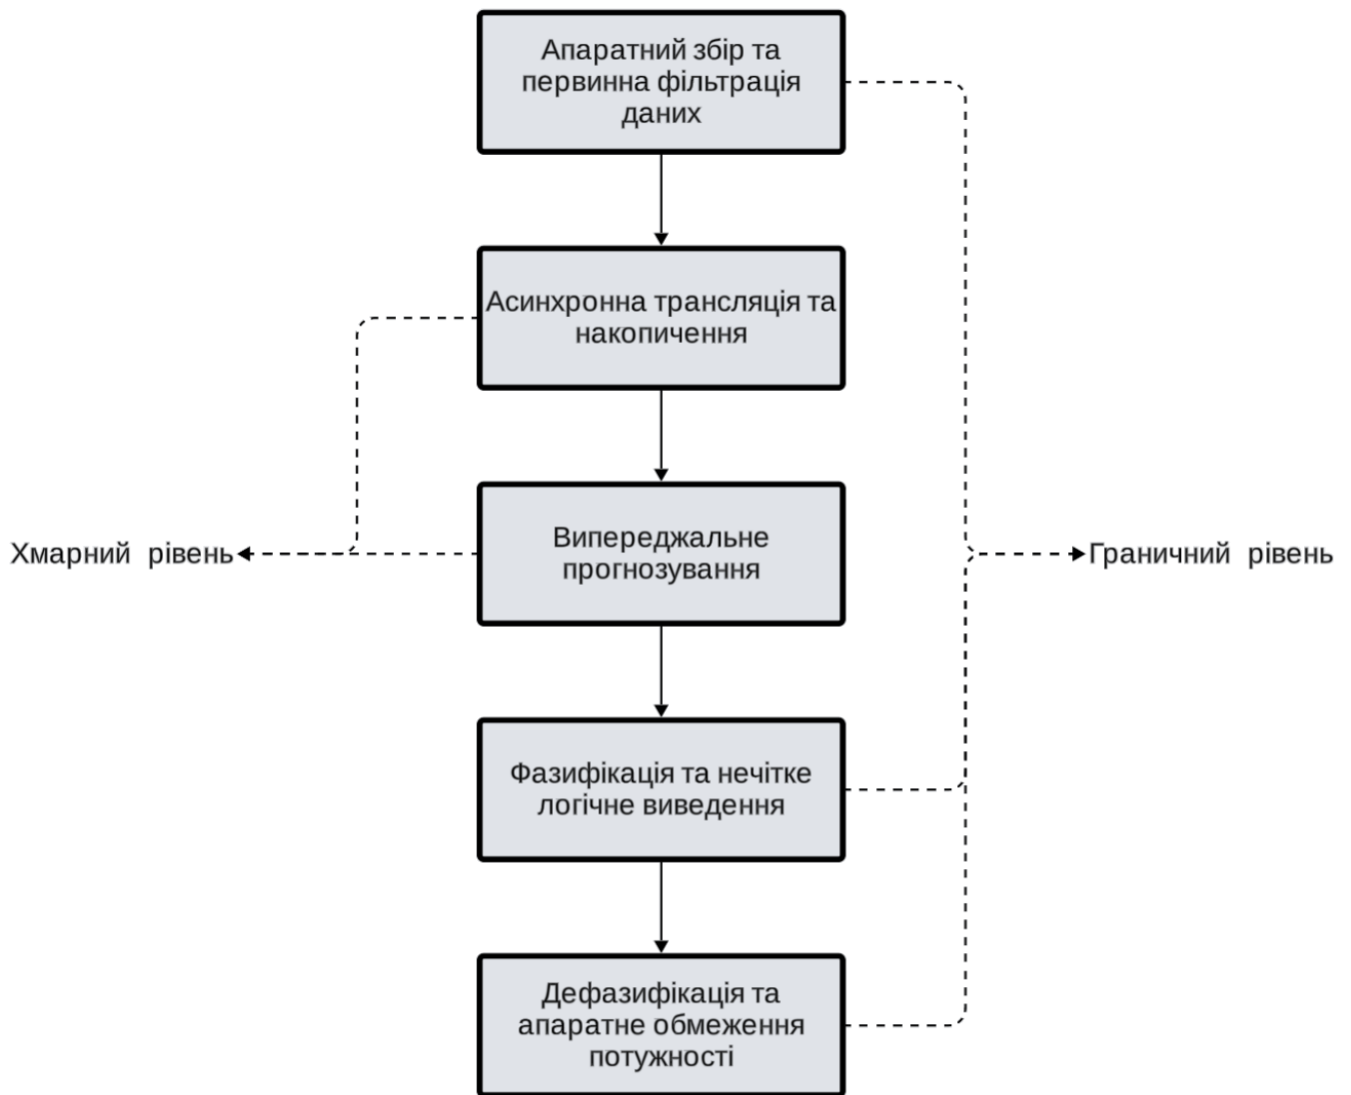 Апаратний збір та
первинна фільтрація
даних
Асинхронна трансляція та
накопичення
Хмарний рівень
Випереджальне
прогнозування
Граничний рівень
Фазифікація та нечітке
логічне виведення
Дефазифікація та
апаратне обмеження
потужності